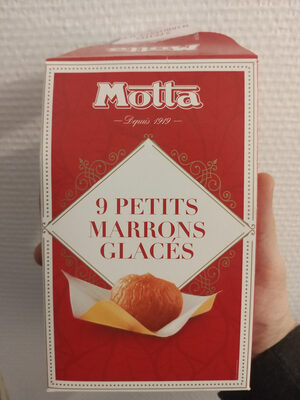 Motta
Depuis 1919
9 PETITS
MARRONS
GLACÉS